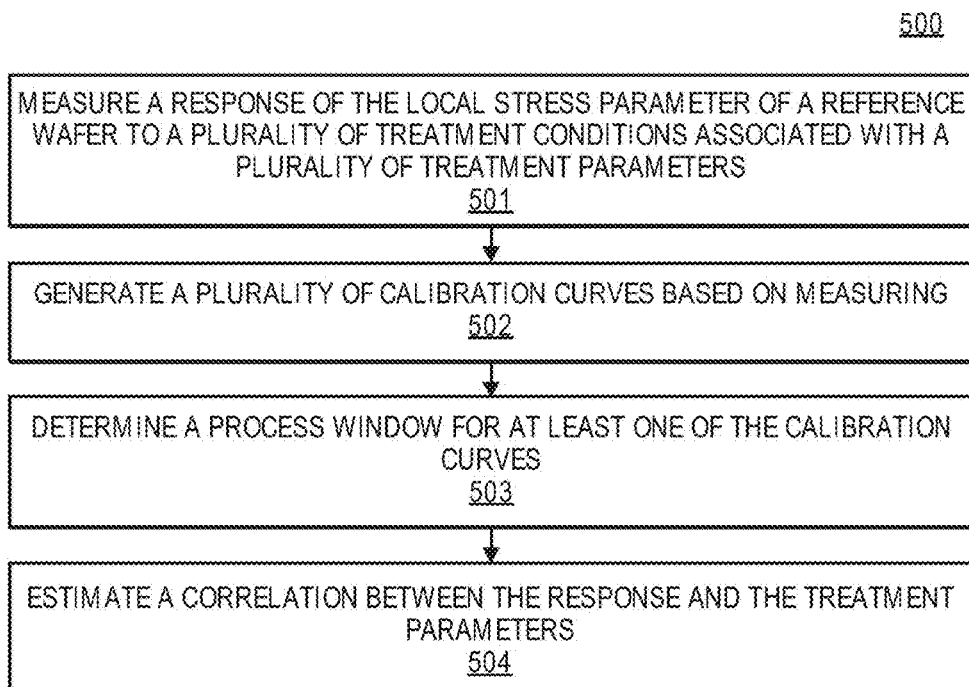 500
MEASURE A RESPONSE OF THE LOCAL STRESS PARAMETER OF A REFERENCE
WAFER TO A PLURALITY OF TREATMENT CONDITIONS ASSOCIATED WITH A
PLURALITY OF TREATMENT PARAMETERS
501
GENERATE A PLURALITY OF CALIBRATION CURVES BASED ON MEASURING
502
DETERMINE A PROCESS WINDOW FOR AT LEAST ONE OF THE CALIBRATION
CURVES
503
ESTIMATE A CORRELATION BETWEEN THE RESPONSE AND THE TREATMENT
PARAMETERS
504